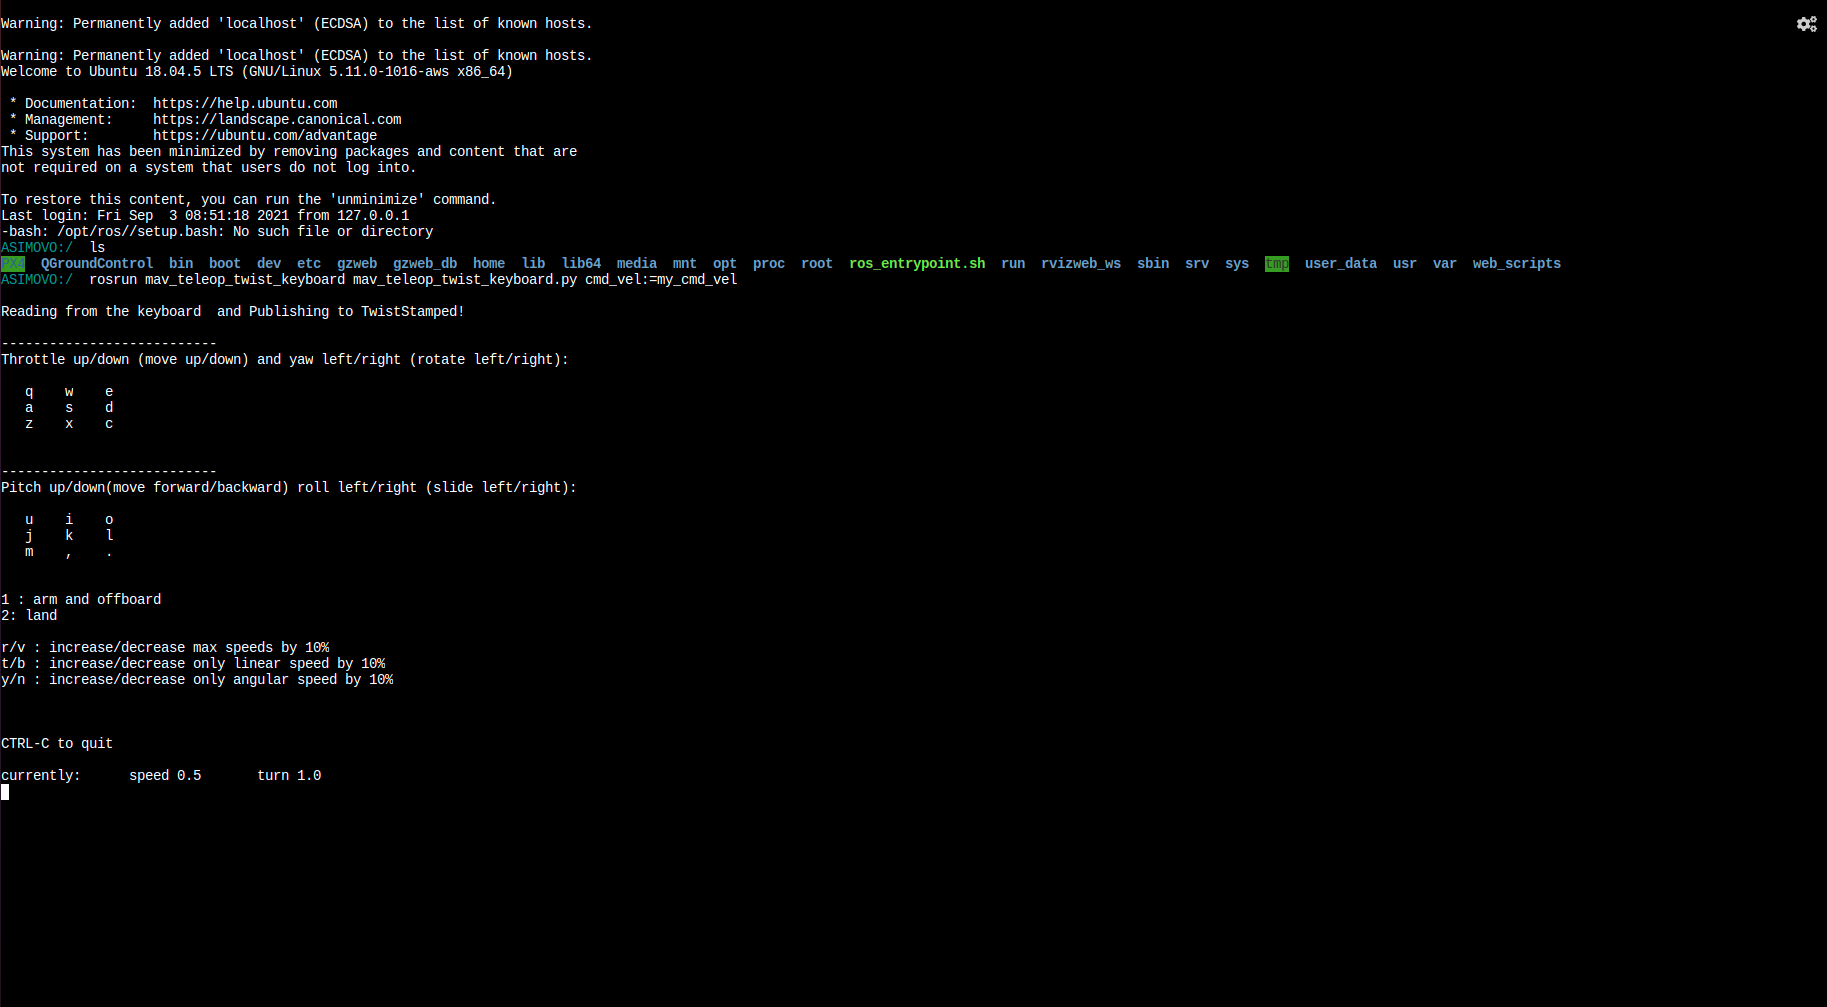 Warning: Permanently added 'localhost' (ECDSA) to the list of known hosts.
Warning: Permanently added 'localhost' (ECDSA) to the list of known hosts.
Welcome to Ubuntu 18.04.5 LTS (GNU/Linux 5.11.0-1016-aws x86_64)
* Documentation:  https://help.ubuntu.com
* Management:     https://landscape.canonical.com
* Support:        https://ubuntu.com/advantage
This system has been minimized by removing packages and content that are
not required on a system that users do not log into.
To restore this content, you can run the 'unminimize' command.
Last login: Fri Sep  3 08:51:18 2021 from 127.0.0.1
-bash: /opt/ros//setup.bash: No such file or directory
ASIMOVO:/  ls
PX4  QGroundControl  bin  boot  dev  etc  gzweb  gzweb_db  home  lib  lib64  media  mnt  opt  proc  root  ros_entrypoint.sh  run  rvizweb_ws  sbin  srv  sys  tmp  user_data  usr  var  web_scripts
ASIMOVO:/  rosrun mav_teleop_twist_keyboard mav_teleop_twist_keyboard.py cmd_vel:=my_cmd_vel
Reading from the keyboard  and Publishing to TwistStamped!
---------------------------
Throttle up/down (move up/down) and yaw left/right (rotate left/right):
q    w    e
a    s    d
z    x    c
---------------------------
Pitch up/down(move forward/backward) roll left/right (slide left/right):
u    i    o
j    k    l
m    ,    .
1 : arm and offboard
2: land
r/v : increase/decrease max speeds by 10%
t/b : increase/decrease only linear speed by 10%
y/n : increase/decrease only angular speed by 10%
CTRL-C to quit
currently:      speed 0.5       turn 1.0